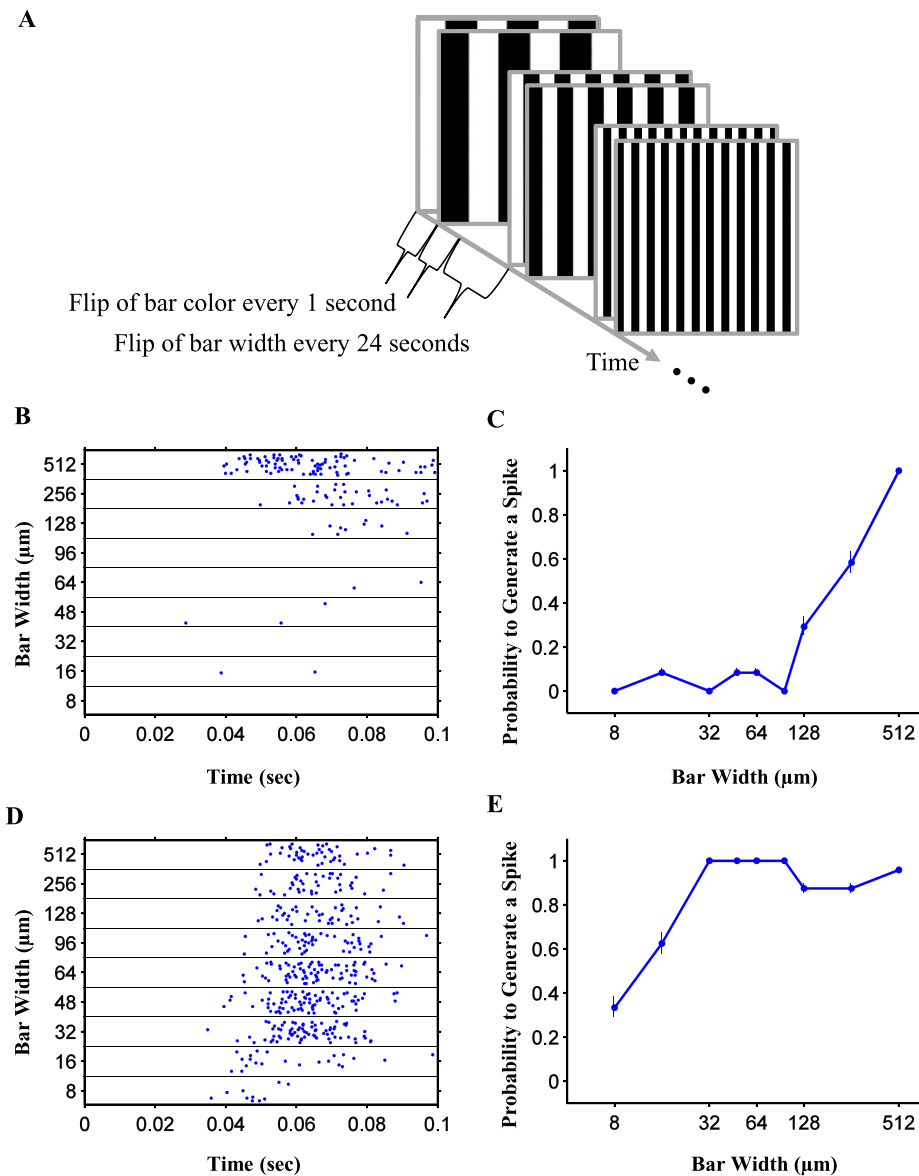 A
Flip of bar color every 1 second
Flip of bar width every 24 seconds
Time
B
Bar Width (μm)
512
256
128
96
64
48
32
16
8
0 0.02 0.04 0.06 0.08 0.1
Time (sec)
C
Probability to Generate a Spike
1
0.8
0.6
0.4
0.2
0
8 32 64 128 512
Bar Width (μm)
D
Bar Width (μm)
512
256
128
96
64
48
32
16
8
0 0.02 0.04 0.06 0.08 0.1
Time (sec)
E
Probability to Generate a Spike
1
0.8
0.6
0.4
0.2
0
8 32 64 128 512
Bar Width (μm)